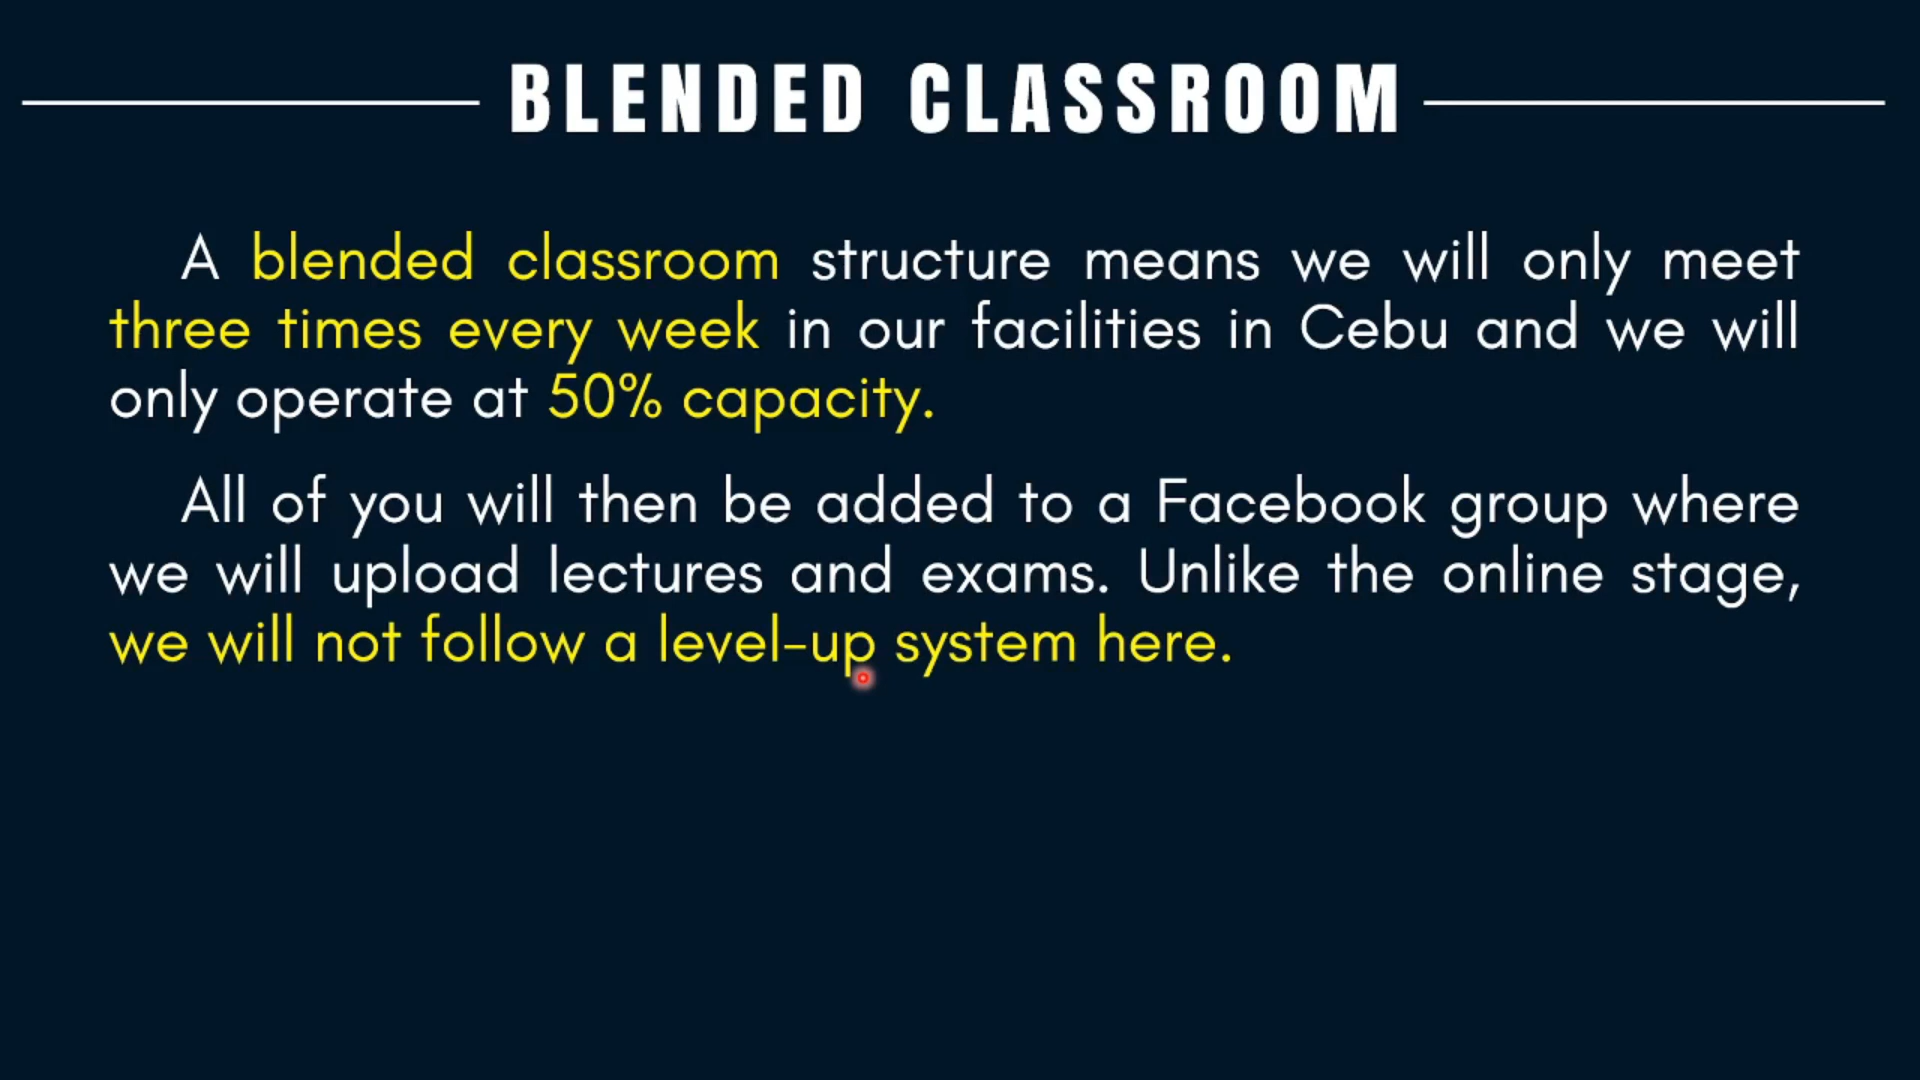 BLENDED CLASSROOM
A blended classroom structure means we will only meet
three times every week in our facilities in Cebu and we will
only operate at 50% capacity.
All of you will then be added to a Facebook group where
we will upload lectures and exams. Unlike the online stage,
we will not follow a level-up system here.